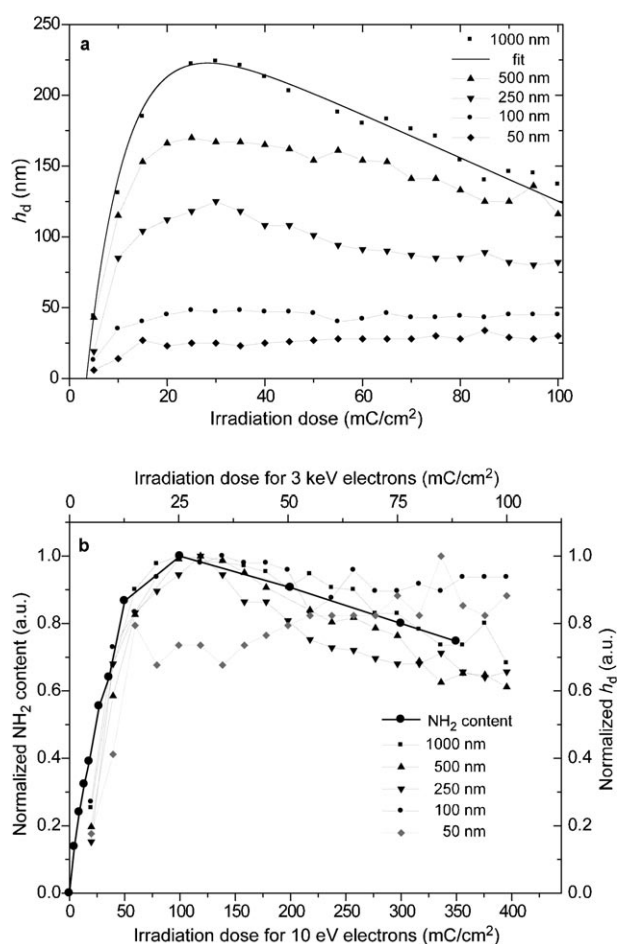 a
250
225
200
175
150
125
100
75
50
25
0
h_d (nm)
0 20 40 60 80 100
Irradiation dose (mC/cm²)
1000 nm
fit
500 nm
250 nm
100 nm
50 nm
Irradiation dose for 3 keV electrons (mC/cm²)
0 25 50 75 100
b
1.0
0.8
0.6
0.4
0.2
0.0
Normalized NH₂ content (a.u.)
1.0
0.8
0.6
0.4
0.2
0.0
Normalized h_d (a.u.)
NH₂ content
1000 nm
500 nm
250 nm
100 nm
50 nm
0 50 100 150 200 250 300 350 400
Irradiation dose for 10 eV electrons (mC/cm²)